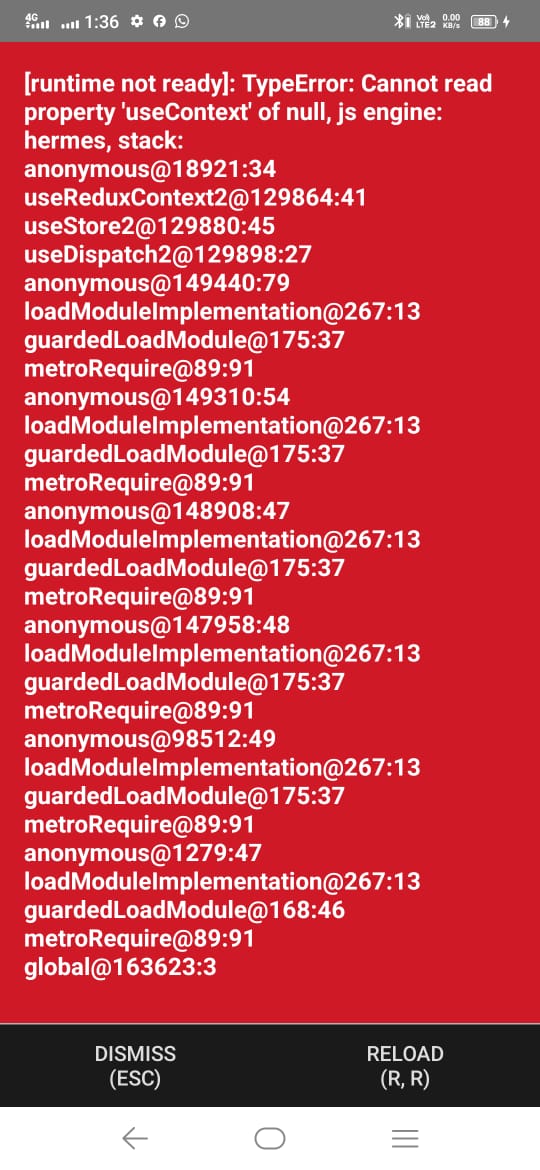 4G 1:36 Vo) LTE2 0.00 KB/s 88
[runtime not ready]: TypeError: Cannot read
property 'useContext' of null, js engine:
hermes, stack:
anonymous@18921:34
useReduxContext2@129864:41
useStore2@129880:45
useDispatch2@129898:27
anonymous@149440:79
loadModuleImplementation@267:13
guardedLoadModule@175:37
metroRequire@89:91
anonymous@149310:54
loadModuleImplementation@267:13
guardedLoadModule@175:37
metroRequire@89:91
anonymous@148908:47
loadModuleImplementation@267:13
guardedLoadModule@175:37
metroRequire@89:91
anonymous@147958:48
loadModuleImplementation@267:13
guardedLoadModule@175:37
metroRequire@89:91
anonymous@98512:49
loadModuleImplementation@267:13
guardedLoadModule@175:37
metroRequire@89:91
anonymous@1279:47
loadModuleImplementation@267:13
guardedLoadModule@168:46
metroRequire@89:91
global@163623:3
DISMISS
(ESC)
RELOAD
(R, R)